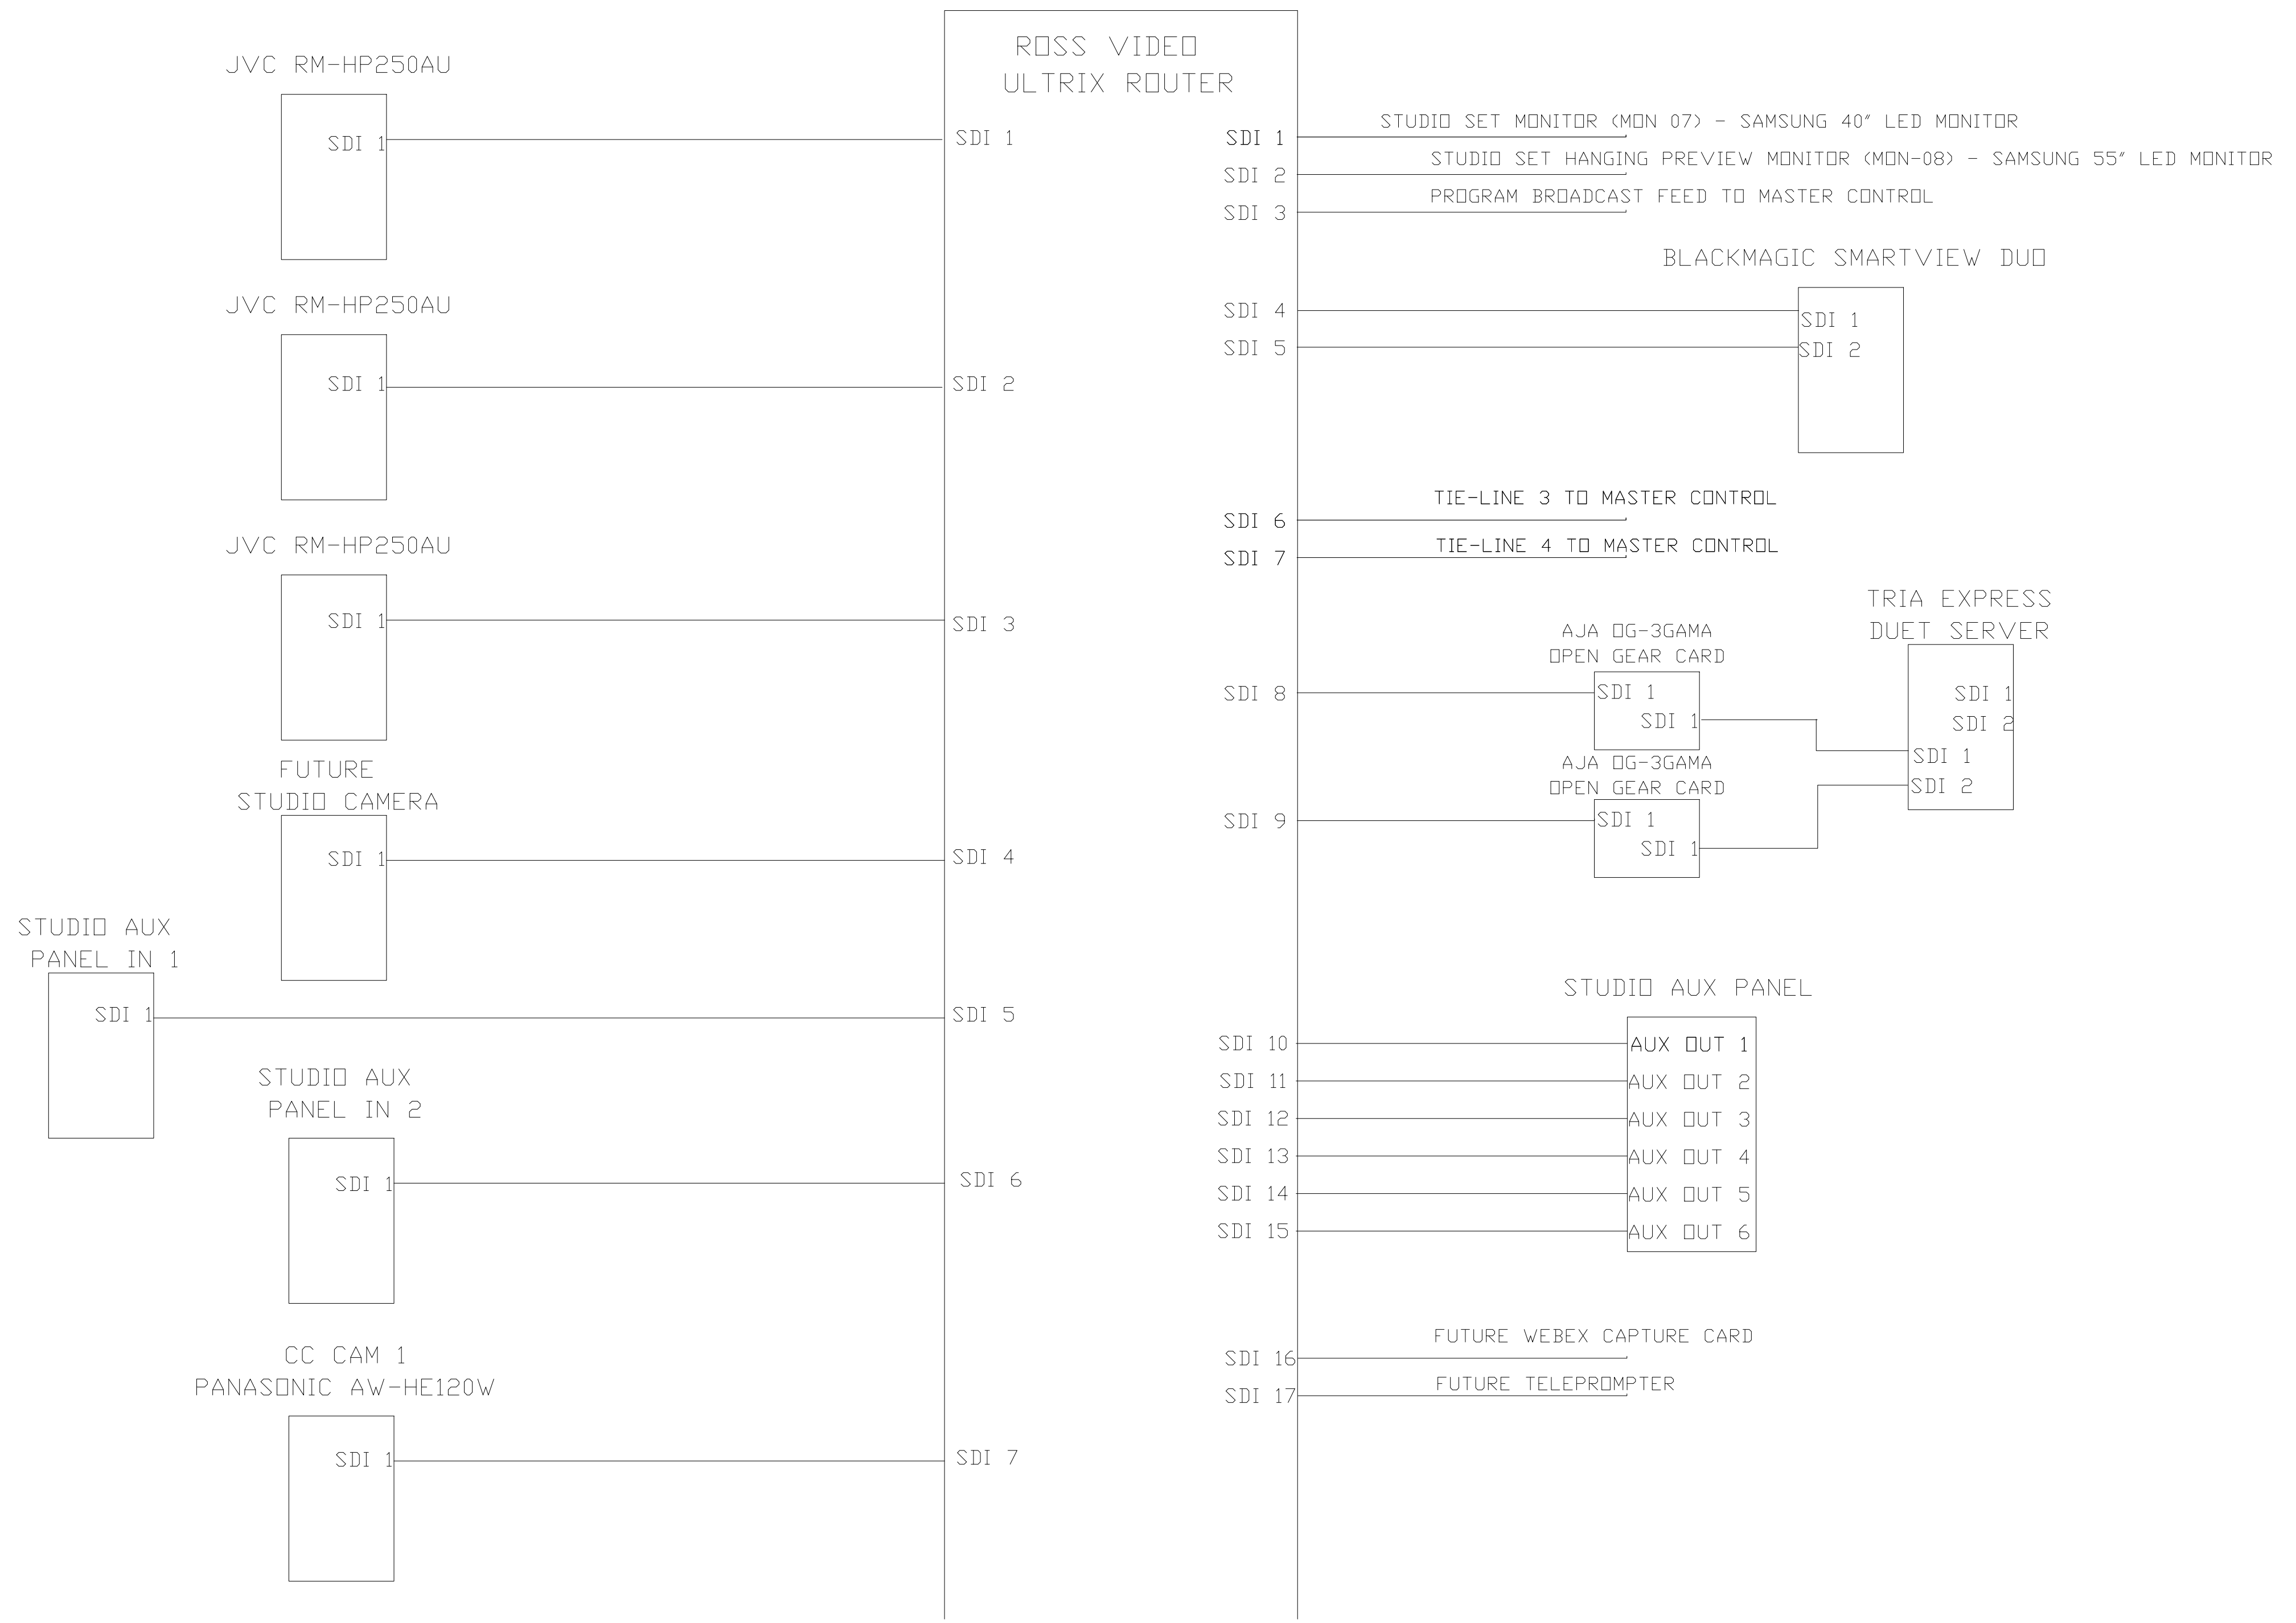 ROSS VIDEO
ULTRIX ROUTER
JVC RM-HP250AU
SDI 1
SDI 1
JVC RM-HP250AU
SDI 1
SDI 2
JVC RM-HP250AU
SDI 1
SDI 3
FUTURE
STUDIO CAMERA
SDI 1
SDI 4
STUDIO AUX
PANEL IN 1
SDI 1
SDI 5
STUDIO AUX
PANEL IN 2
SDI 1
SDI 6
CC CAM 1
PANASONIC AW-HE120W
SDI 1
SDI 7
SDI 1
STUDIO SET MONITOR (MON 07) - SAMSUNG 40" LED MONITOR
SDI 2
STUDIO SET HANGING PREVIEW MONITOR (MON-08) - SAMSUNG 55" LED MONITOR
SDI 3
PROGRAM BROADCAST FEED TO MASTER CONTROL
BLACKMAGIC SMARTVIEW DUO
SDI 4
SDI 1
SDI 5
SDI 2
TIE-LINE 3 TO MASTER CONTROL
SDI 6
TIE-LINE 4 TO MASTER CONTROL
SDI 7
AJA OG-3GAMA
OPEN GEAR CARD
SDI 8
SDI 1
SDI 1
AJA OG-3GAMA
OPEN GEAR CARD
SDI 9
SDI 1
SDI 1
TRIA EXPRESS
DUET SERVER
SDI 1
SDI 2
SDI 1
SDI 2
STUDIO AUX PANEL
SDI 10
AUX OUT 1
SDI 11
AUX OUT 2
SDI 12
AUX OUT 3
SDI 13
AUX OUT 4
SDI 14
AUX OUT 5
SDI 15
AUX OUT 6
FUTURE WEBEX CAPTURE CARD
SDI 16
FUTURE TELEPROMPTER
SDI 17